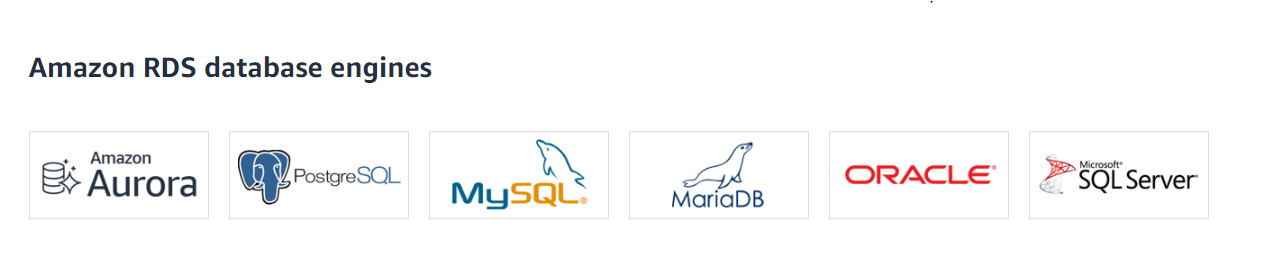 Amazon RDS database engines
Amazon
Aurora
PostgreSQL
MySQL®
MariaDB
ORACLE®
Microsoft®
SQL Server®